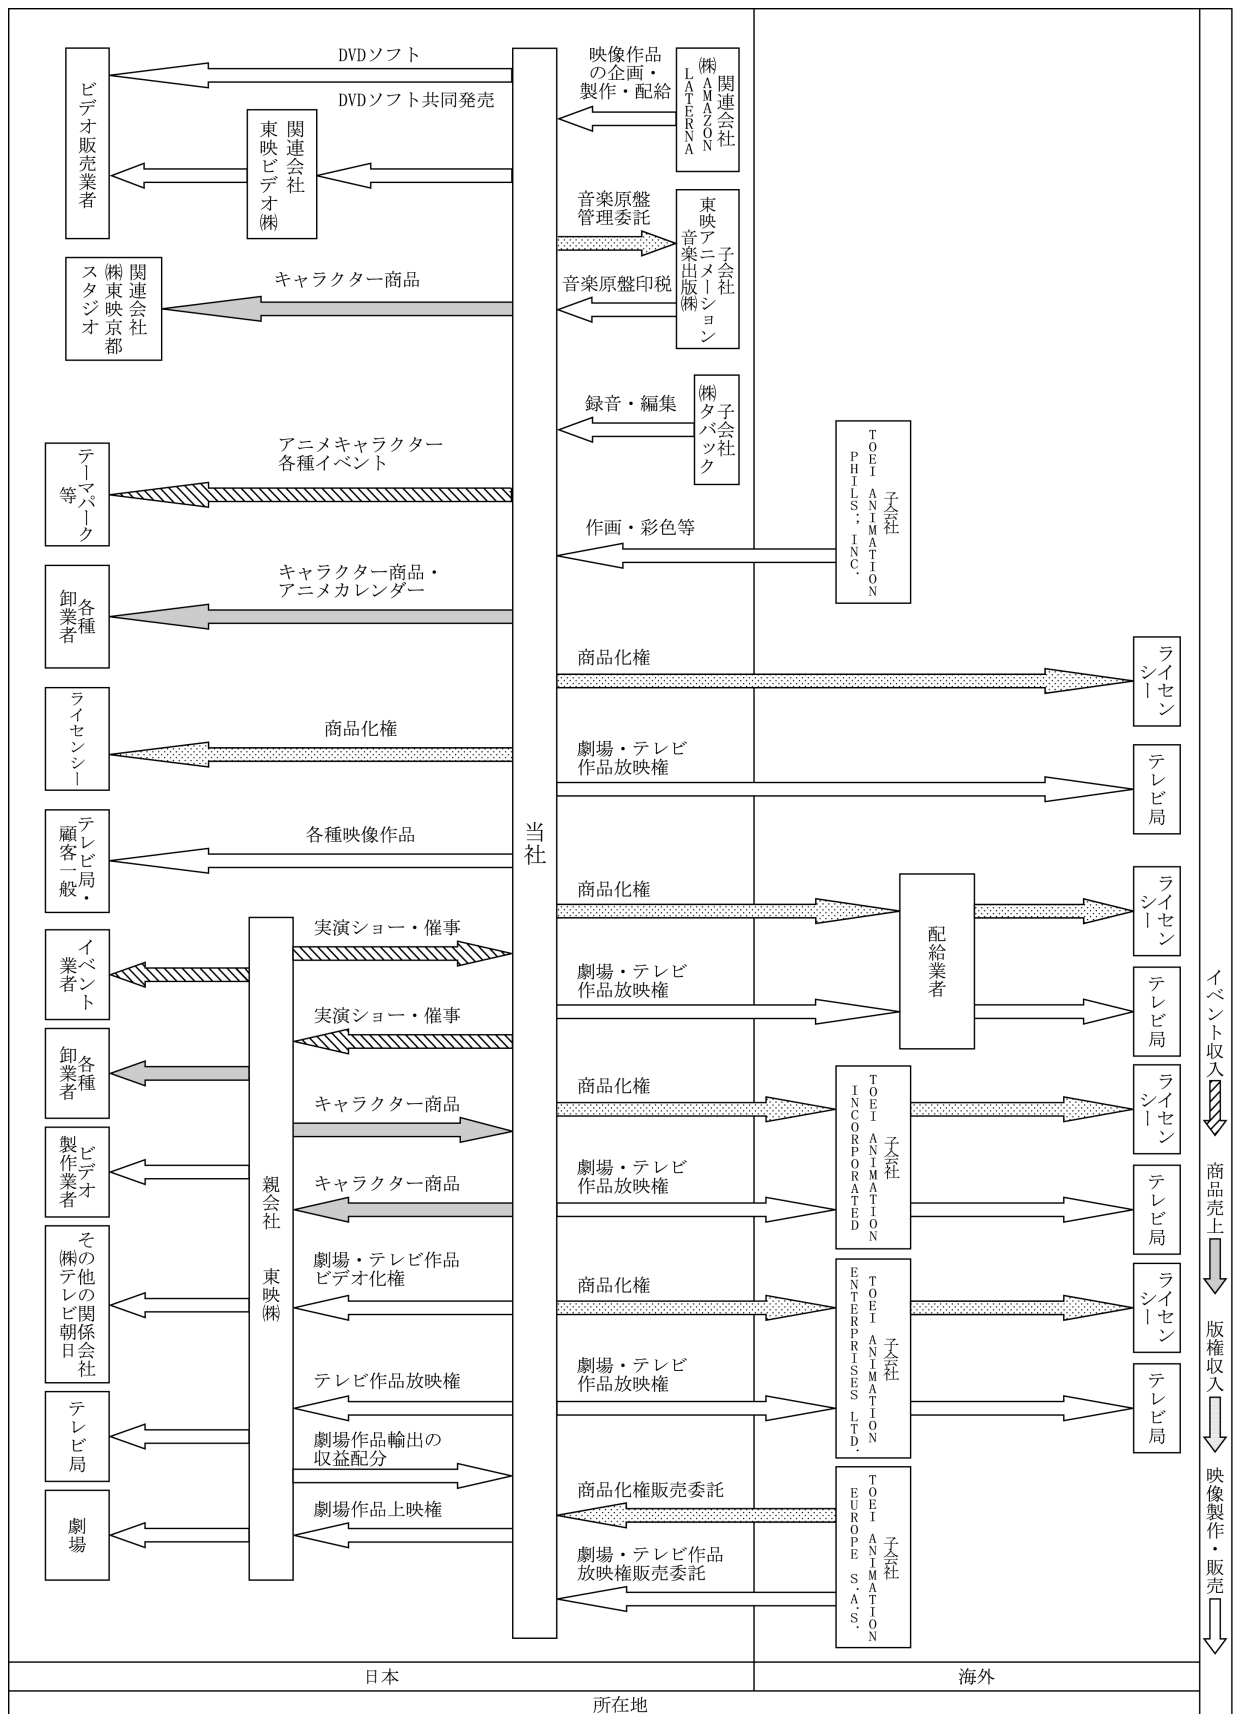 DVDソフト
DVDソフト共同発売
ビデオ販売業者
関連会社
東映ビデオ㈱
関連会社
㈱東映京都
スタジオ
キャラクター商品
テーマパーク
等
アニメキャラクター
各種イベント
各種
卸業者
キャラクター商品・
アニメカレンダー
ライセンシー
商品化権
テレビ局・
顧客一般
各種映像作品
イベント
業者
各種
卸業者
ビデオ
製作業者
その他の関係会社
㈱テレビ朝日
テレビ局
劇場
親会社 東映㈱
実演ショー・催事
実演ショー・催事
キャラクター商品
キャラクター商品
劇場・テレビ作品
ビデオ化権
テレビ作品放映権
劇場作品輸出の
収益配分
劇場作品上映権
当社
映像作品
の企画・
製作・配給
関連会社
㈱AMAZON
LATERNA
音楽原盤
管理委託
音楽原盤印税
子会社
東映アニメーション
音楽出版㈱
録音・編集
子会社
㈱タバック
作画・彩色等
子会社
TOEI ANIMATION
PHILS., INC.
商品化権
ライセン
シー
劇場・テレビ
作品放映権
テレビ局
商品化権
劇場・テレビ
作品放映権
配給業者
ライセン
シー
テレビ局
商品化権
劇場・テレビ
作品放映権
子会社
TOEI ANIMATION
INCORPORATED
ライセン
シー
テレビ局
商品化権
劇場・テレビ
作品放映権
子会社
TOEI ANIMATION
ENTERPRISES LTD.
ライセン
シー
テレビ局
商品化権販売委託
劇場・テレビ作品
放映権販売委託
子会社
TOEI ANIMATION
EUROPE S.A.S.
イベント収入
商品売上
版権収入
映像製作・販売
日本
海外
所在地